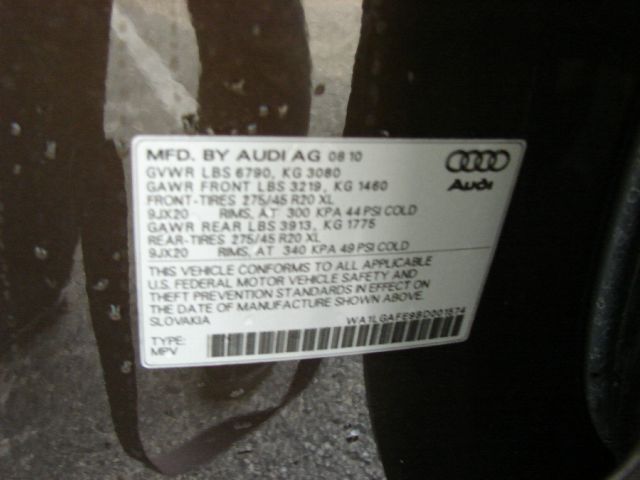 MFD. BY AUDI AG 08 10
GVWR LBS 6790, KG 3080
GAWR FRONT LBS 3219, KG 1460
FRONT-TIRES 275/45 R20 XL
9JX20 RIMS, AT 300 KPA 44 PSI COLD
GAWR REAR LBS 3913, KG 1775
REAR-TIRES 275/45 R20 XL
9JX20 RIMS, AT 340 KPA 49 PSI COLD
Audi
THIS VEHICLE CONFORMS TO ALL APPLICABLE
U.S. FEDERAL MOTOR VEHICLE SAFETY AND
THEFT PREVENTION STANDARDS IN EFFECT ON
THE DATE OF MANUFACTURE SHOWN ABOVE.
SLOVAKIA WA1LGAFE9BD001574
TYPE:
MPV